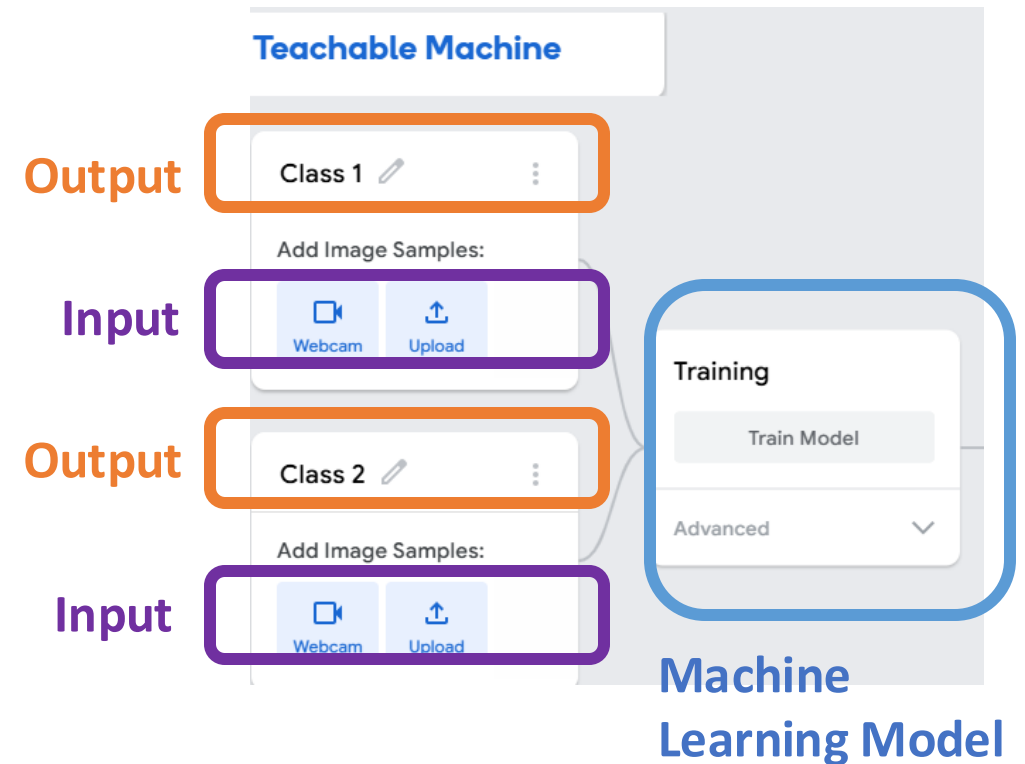 Teachable Machine
Output
Class 1
Add Image Samples:
Input
Webcam Upload
Training
Train Model
Output
Class 2
Advanced
Add Image Samples:
Input
Webcam Upload
Machine
Learning Model